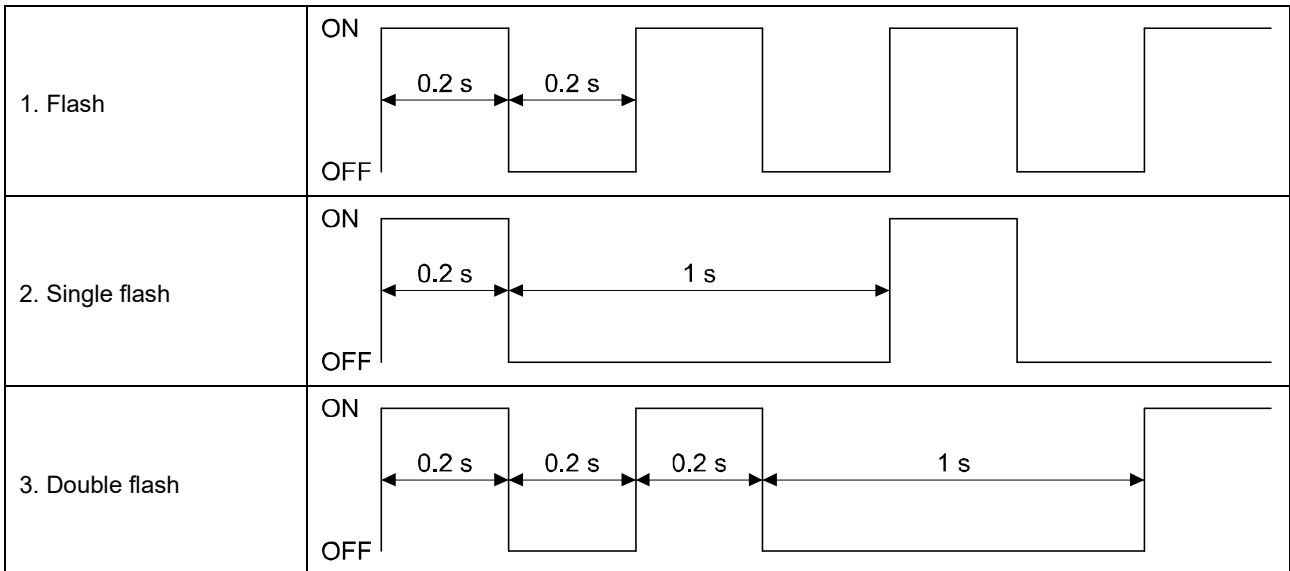 ON
0.2 s 0.2 s
1. Flash
OFF
ON
0.2 s 1 s
2. Single flash
OFF
ON
0.2 s 0.2 s 0.2 s 1 s
3. Double flash
OFF